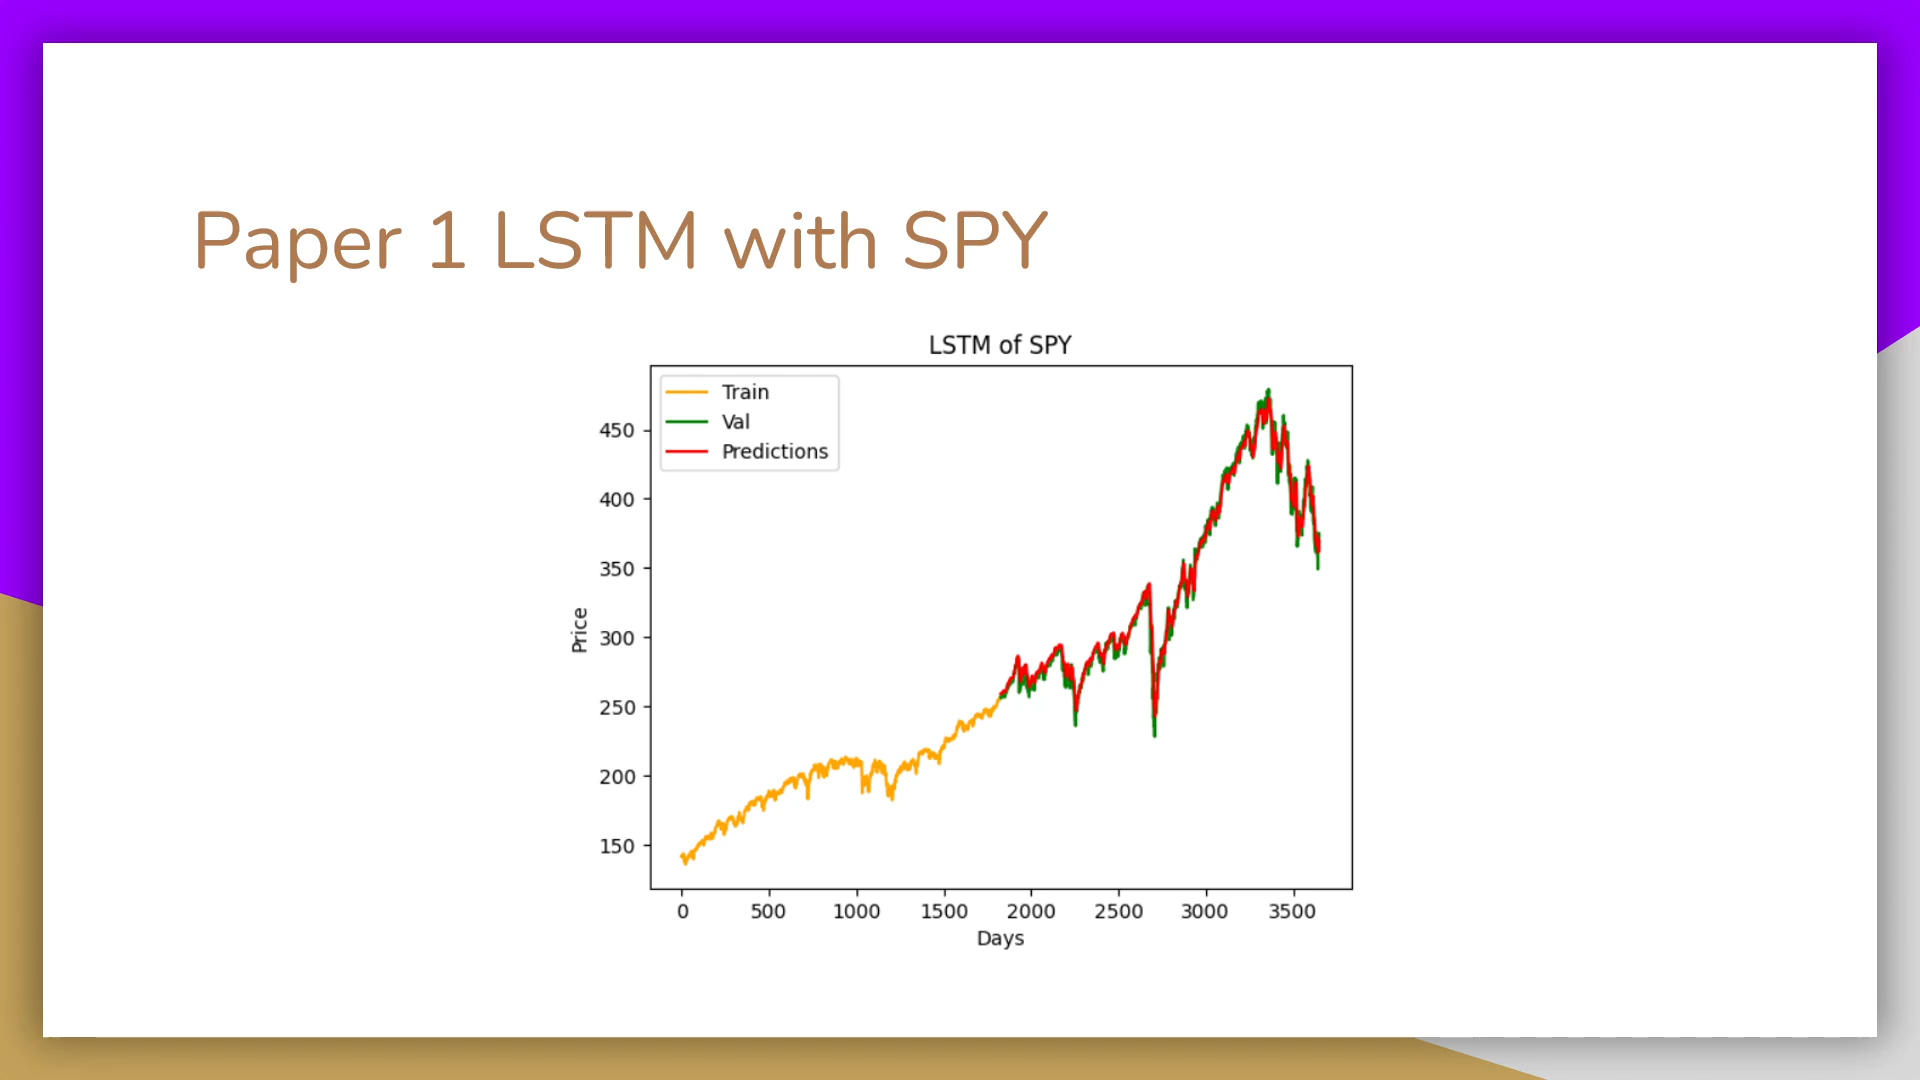 Paper 1 LSTM with SPY
LSTM of SPY
Train
Val
Predictions
450
400
350
300
250
200
150
Price
0 500 1000 1500 2000 2500 3000 3500
Days